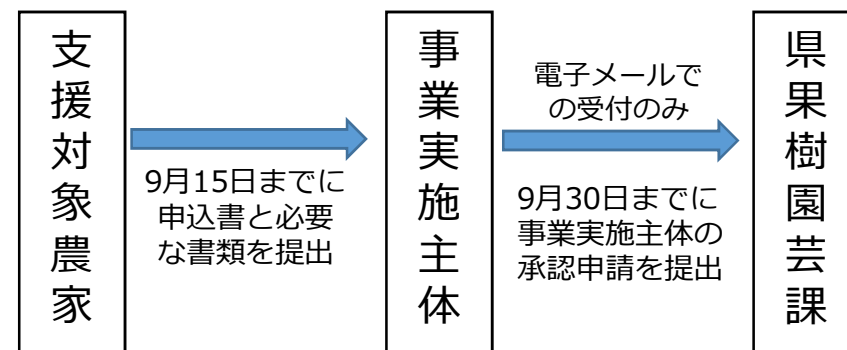 支援対象農家
9月15日までに
申込書と必要
な書類を提出
事業実施主体
電子メールで
の受付のみ
9月30日までに
事業実施主体の
承認申請を提出
県果樹園芸課